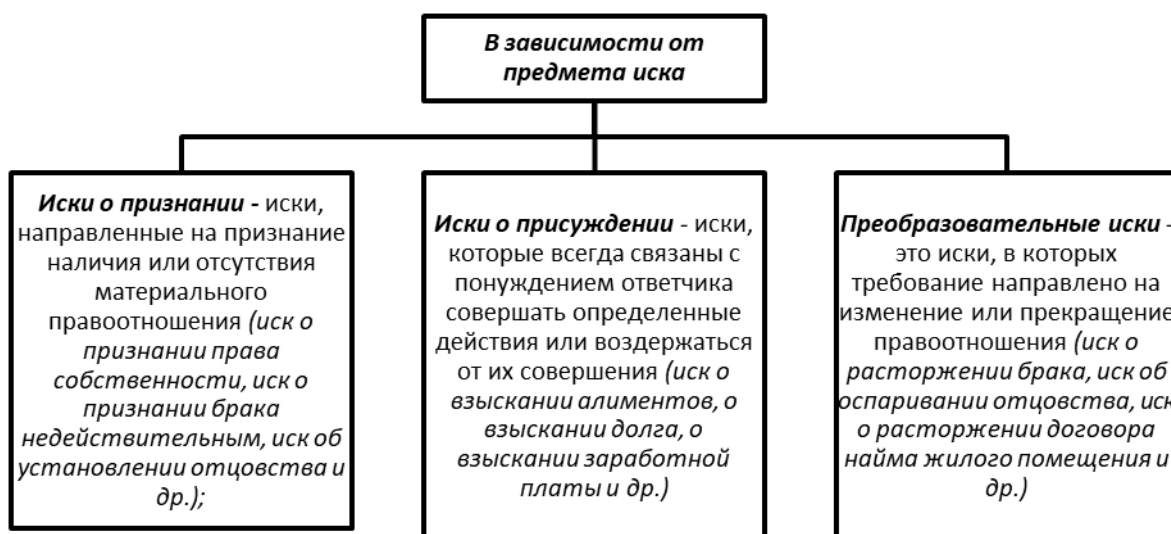 В зависимости от
предмета иска
Иски о признании - иски,
направленные на признание
наличия или отсутствия
материального
правоотношения (иск о
признании права
собственности, иск о
признании брака
недействительным, иск об
установлении отцовства и
др.);
Иски о присуждении - иски,
которые всегда связаны с
понуждением ответчика
совершать определенные
действия или воздержаться
от их совершения (иск о
взыскании алиментов, о
взыскании долга, о
взыскании заработной
платы и др.)
Преобразовательные иски -
это иски, в которых
требование направлено на
изменение или прекращение
правоотношения (иск о
расторжении брака, иск об
оспаривании отцовства, иск
о расторжении договора
найма жилого помещения и
др.)